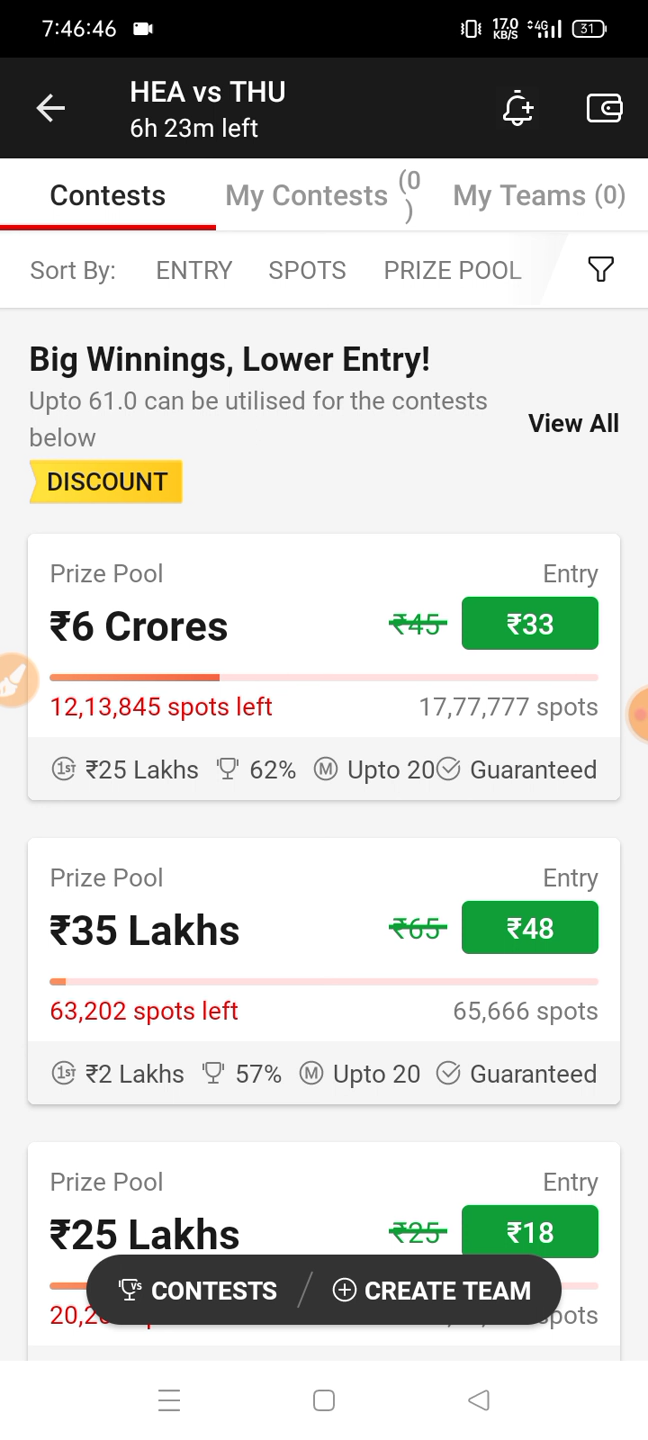 7:46:46 17.0 KB/S 4G 31
HEA vs THU
6h 23m left
Contests My Contests (0) My Teams (0)
Sort By: ENTRY SPOTS PRIZE POOL
Big Winnings, Lower Entry!
Upto 61.0 can be utilised for the contests
below
View All
DISCOUNT
Prize Pool Entry
₹6 Crores ₹45 ₹33
12,13,845 spots left 17,77,777 spots
1ST ₹25 Lakhs 62% M Upto 20 Guaranteed
Prize Pool Entry
₹35 Lakhs ₹65 ₹48
63,202 spots left 65,666 spots
1ST ₹2 Lakhs 57% M Upto 20 Guaranteed
Prize Pool Entry
₹25 Lakhs ₹25 ₹18
VS CONTESTS CREATE TEAM
spots